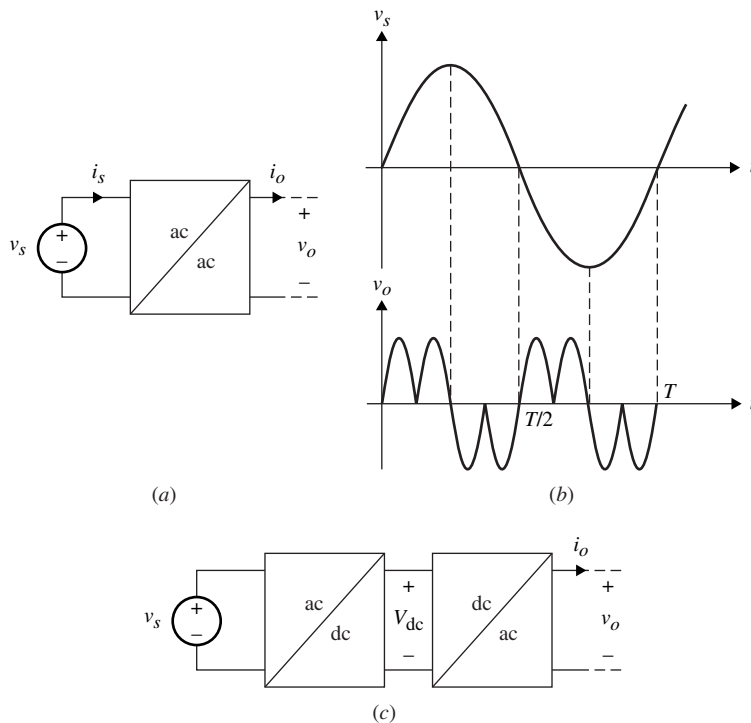 v_s
i_s
i_o
+
v_s
+
−
ac
ac
v_o
−
v_o
T
T/2
(a)
(b)
i_o
v_s
+
−
ac
dc
+
V_dc
−
dc
ac
+
v_o
−
(c)